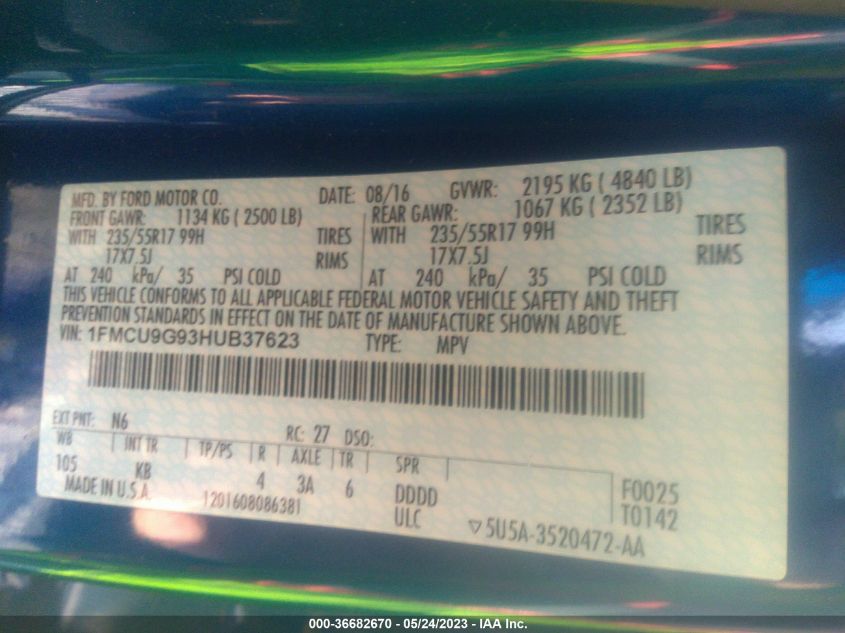 MFD. BY FORD MOTOR CO. DATE: 08/16 GVWR: 2195 KG ( 4840 LB)
FRONT GAWR: 1134 KG ( 2500 LB) REAR GAWR: 1067 KG ( 2352 LB)
WITH 235/55R17 99H TIRES WITH 235/55R17 99H TIRES
17X7.5J RIMS 17X7.5J RIMS
AT 240 kPa/ 35 PSI COLD AT 240 kPa/ 35 PSI COLD
THIS VEHICLE CONFORMS TO ALL APPLICABLE FEDERAL MOTOR VEHICLE SAFETY AND THEFT
PREVENTION STANDARDS IN EFFECT ON THE DATE OF MANUFACTURE SHOWN ABOVE.
VIN: 1FMCU9G93HUB37623 TYPE: MPV
EXT PNT: N6 RC: 27 DSO:
WB INT TR TP/PS R AXLE TR SPR
105 KB 4 3A 6 DDDD F0025
MADE IN U.S.A. 1201608086381 ULC T0142
▽5U5A-3520472-AA
000-36682670 - 05/24/2023 - IAA Inc.